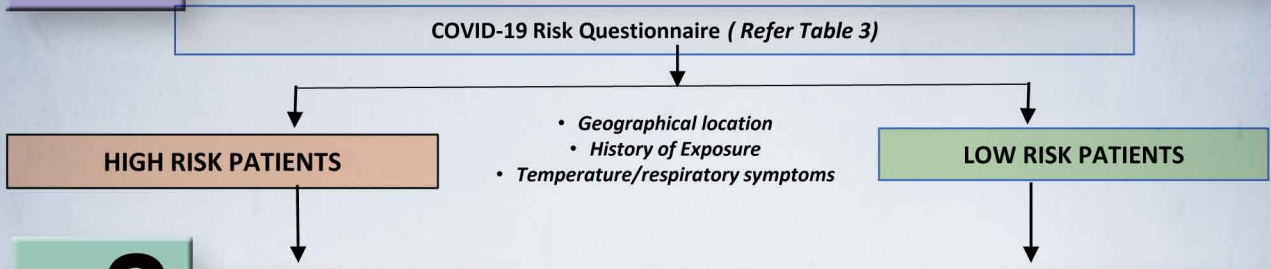 COVID-19 Risk Questionnaire ( Refer Table 3)
• Geographical location
• History of Exposure
• Temperature/respiratory symptoms
HIGH RISK PATIENTS
LOW RISK PATIENTS